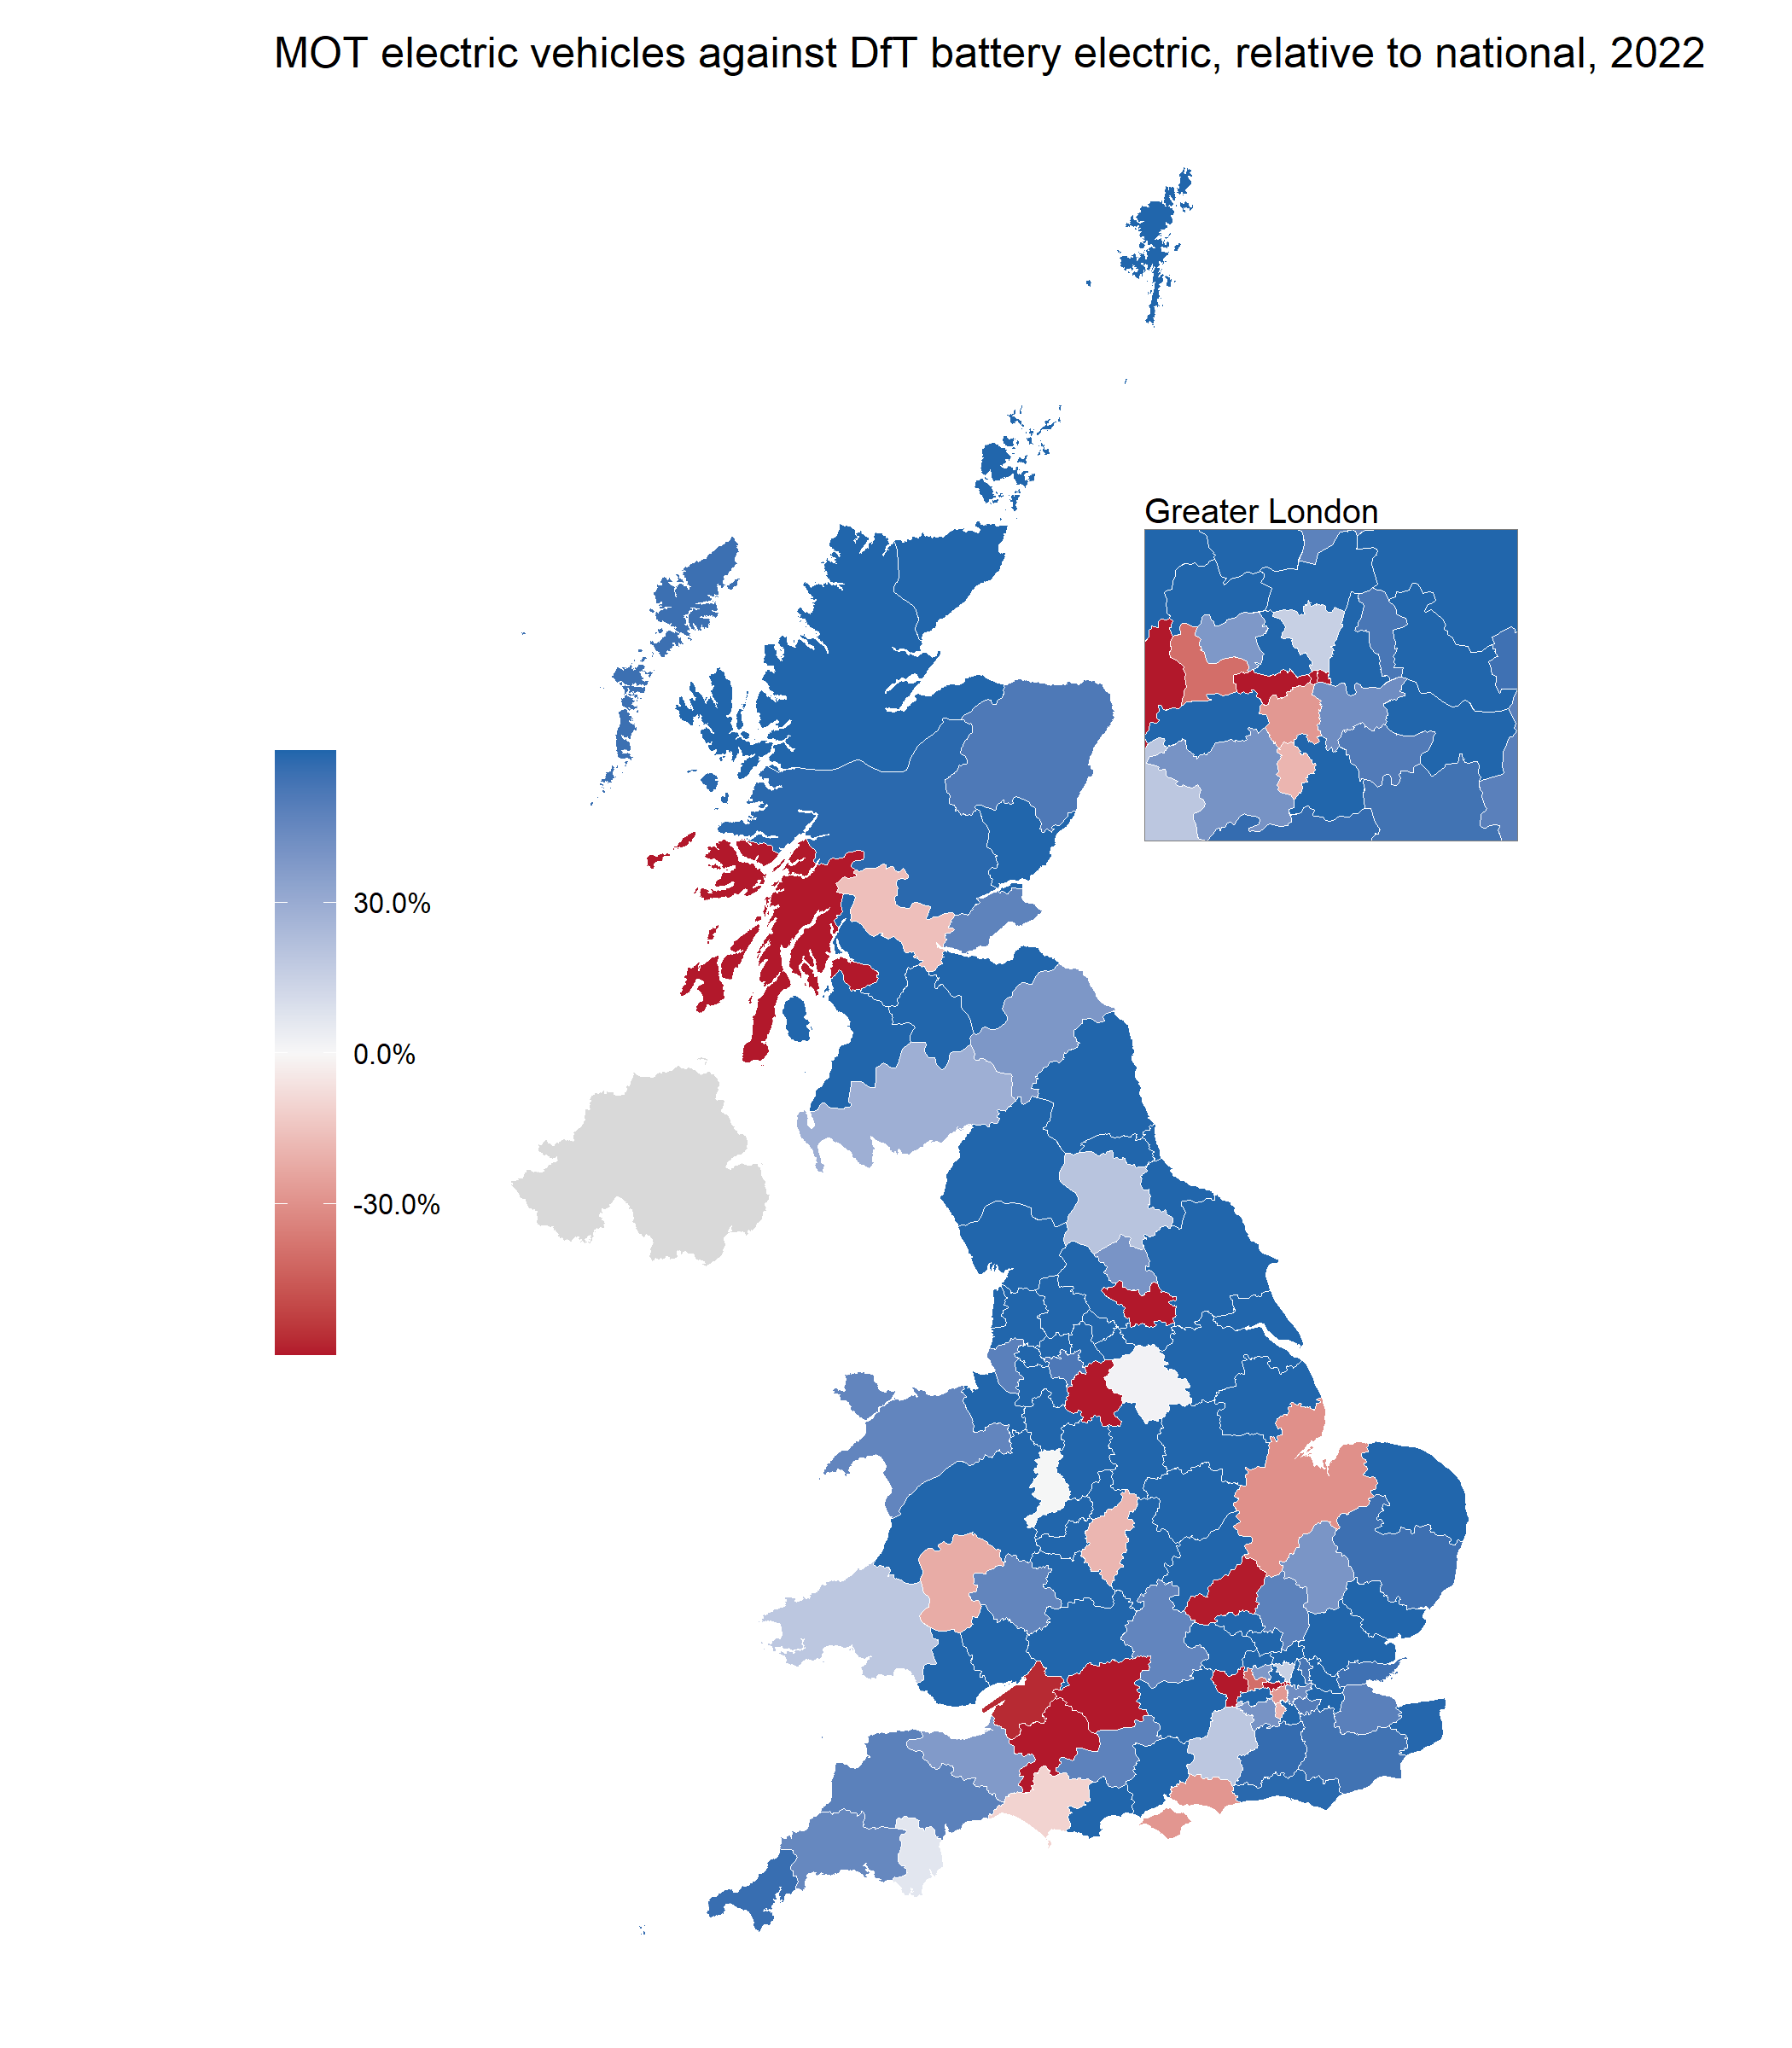 MOT electric vehicles against DfT battery electric, relative to national, 2022
Greater London
30.0%
0.0%
-30.0%